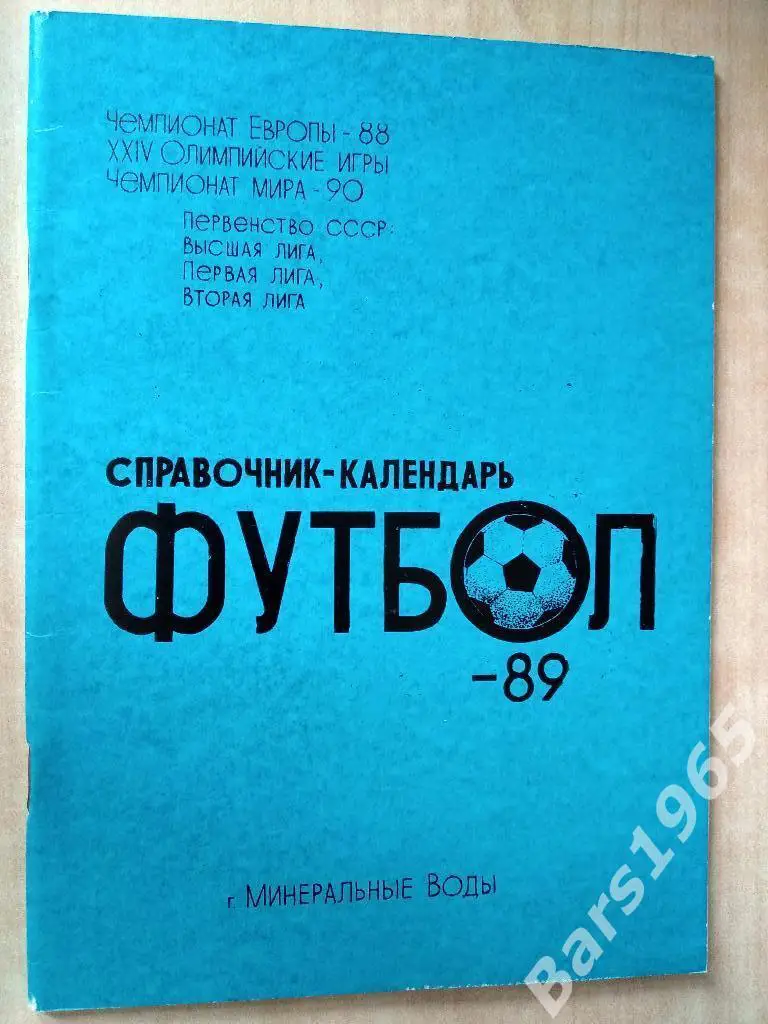 Чемпионат Европы - 88
XXIV Олимпийские игры
Чемпионат мира - 90
Первенство СССР:
Высшая лига,
Первая лига,
Вторая лига
СПРАВОЧНИК-КАЛЕНДАРЬ
ФУТБОЛ
-89
г. Минеральные Воды
Bars1965